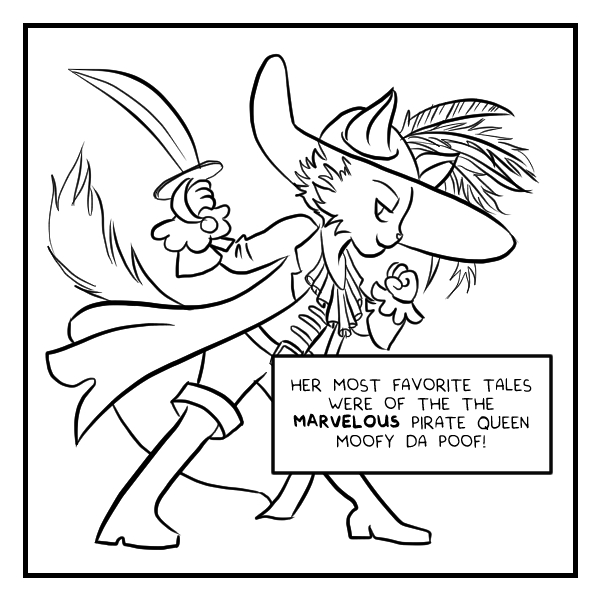 HER MOST FAVORITE TALES
WERE OF THE THE
MARVELOUS PIRATE QUEEN
MOOFY DA POOF!